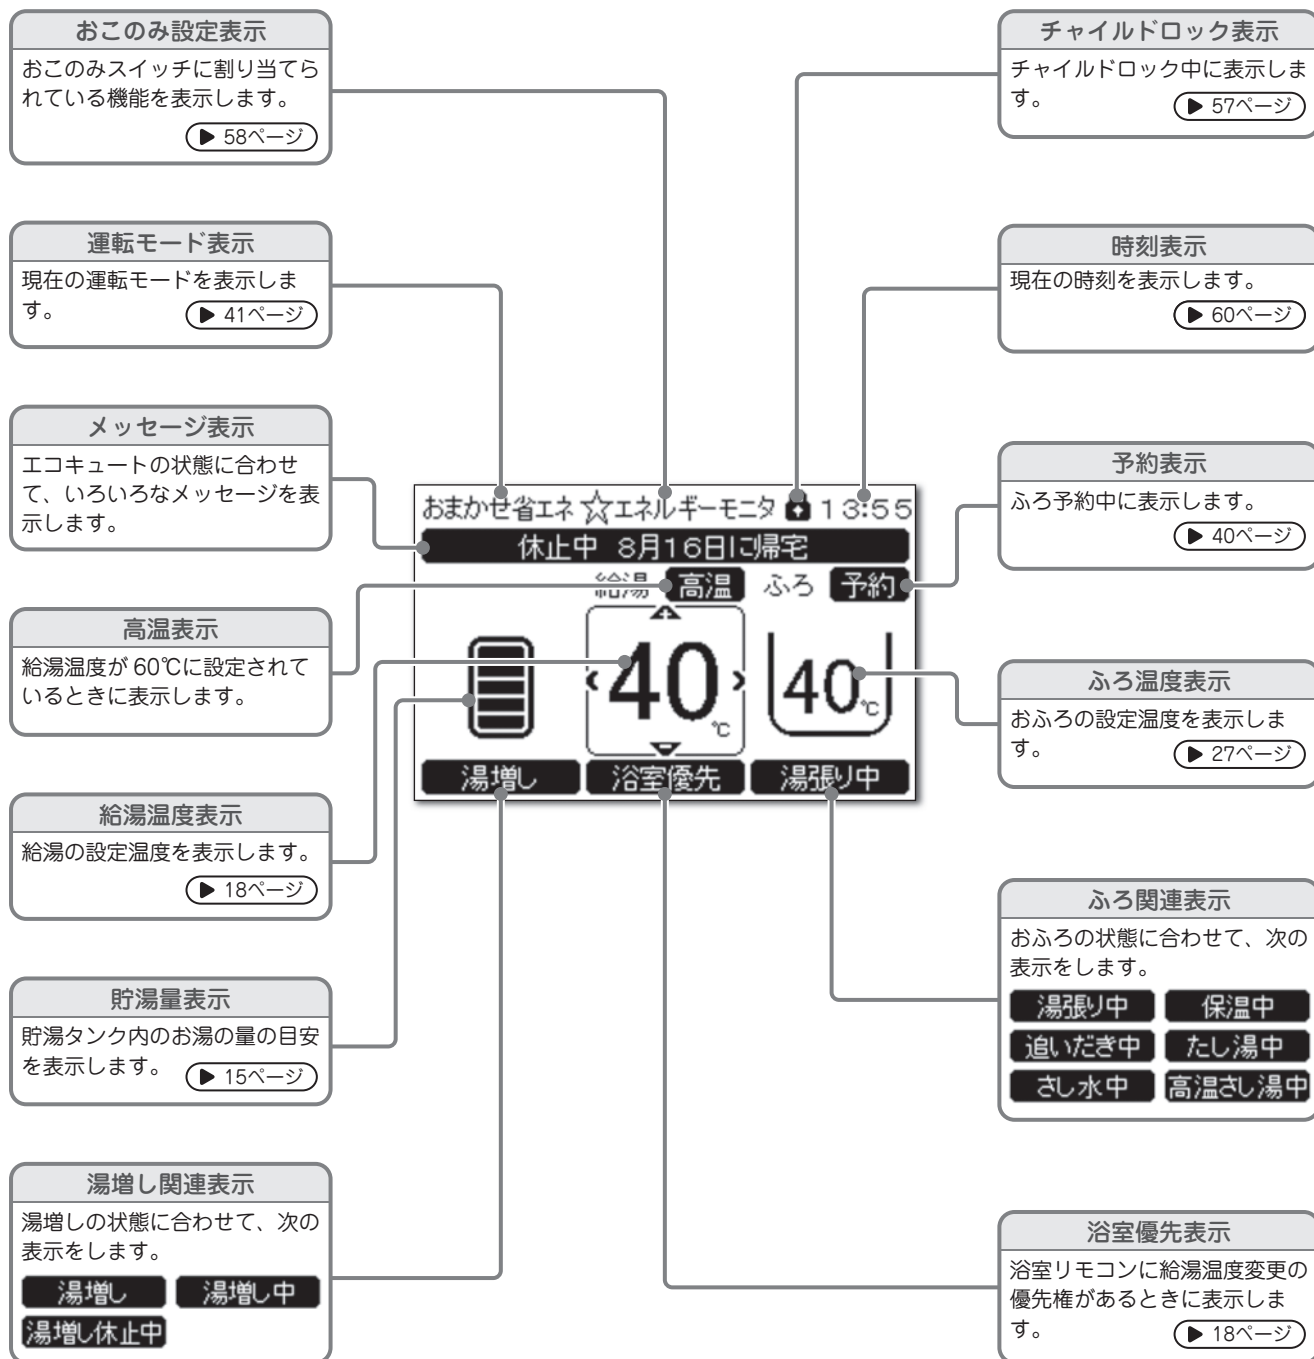 おこのみ設定表示
おこのみスイッチに割り当てら
れている機能を表示します。
▶ 58ページ
運転モード表示
現在の運転モードを表示しま
す。 ▶ 41ページ
メッセージ表示
エコキュートの状態に合わせ
て、いろいろなメッセージを表
示します。
高温表示
給湯温度が 60℃に設定されて
いるときに表示します。
給湯温度表示
給湯の設定温度を表示します。
▶ 18ページ
貯湯量表示
貯湯タンク内のお湯の量の目安
を表示します。 ▶ 15ページ
湯増し関連表示
湯増しの状態に合わせて、次の
表示をします。
湯増し 湯増し中
湯増し休止中
おまかせ省エネ ☆エネルギーモニタ 13:55
休止中 8月16日に帰宅
給湯 高温 ふろ 予約
40℃ 40℃
湯増し 浴室優先 湯張り中
チャイルドロック表示
チャイルドロック中に表示しま
す。 ▶ 57ページ
時刻表示
現在の時刻を表示します。
▶ 60ページ
予約表示
ふろ予約中に表示します。
▶ 40ページ
ふろ温度表示
おふろの設定温度を表示しま
す。 ▶ 27ページ
ふろ関連表示
おふろの状態に合わせて、次の
表示をします。
湯張り中 保温中
追いだき中 たし湯中
さし水中 高温さし湯中
浴室優先表示
浴室リモコンに給湯温度変更の
優先権があるときに表示しま
す。 ▶ 18ページ